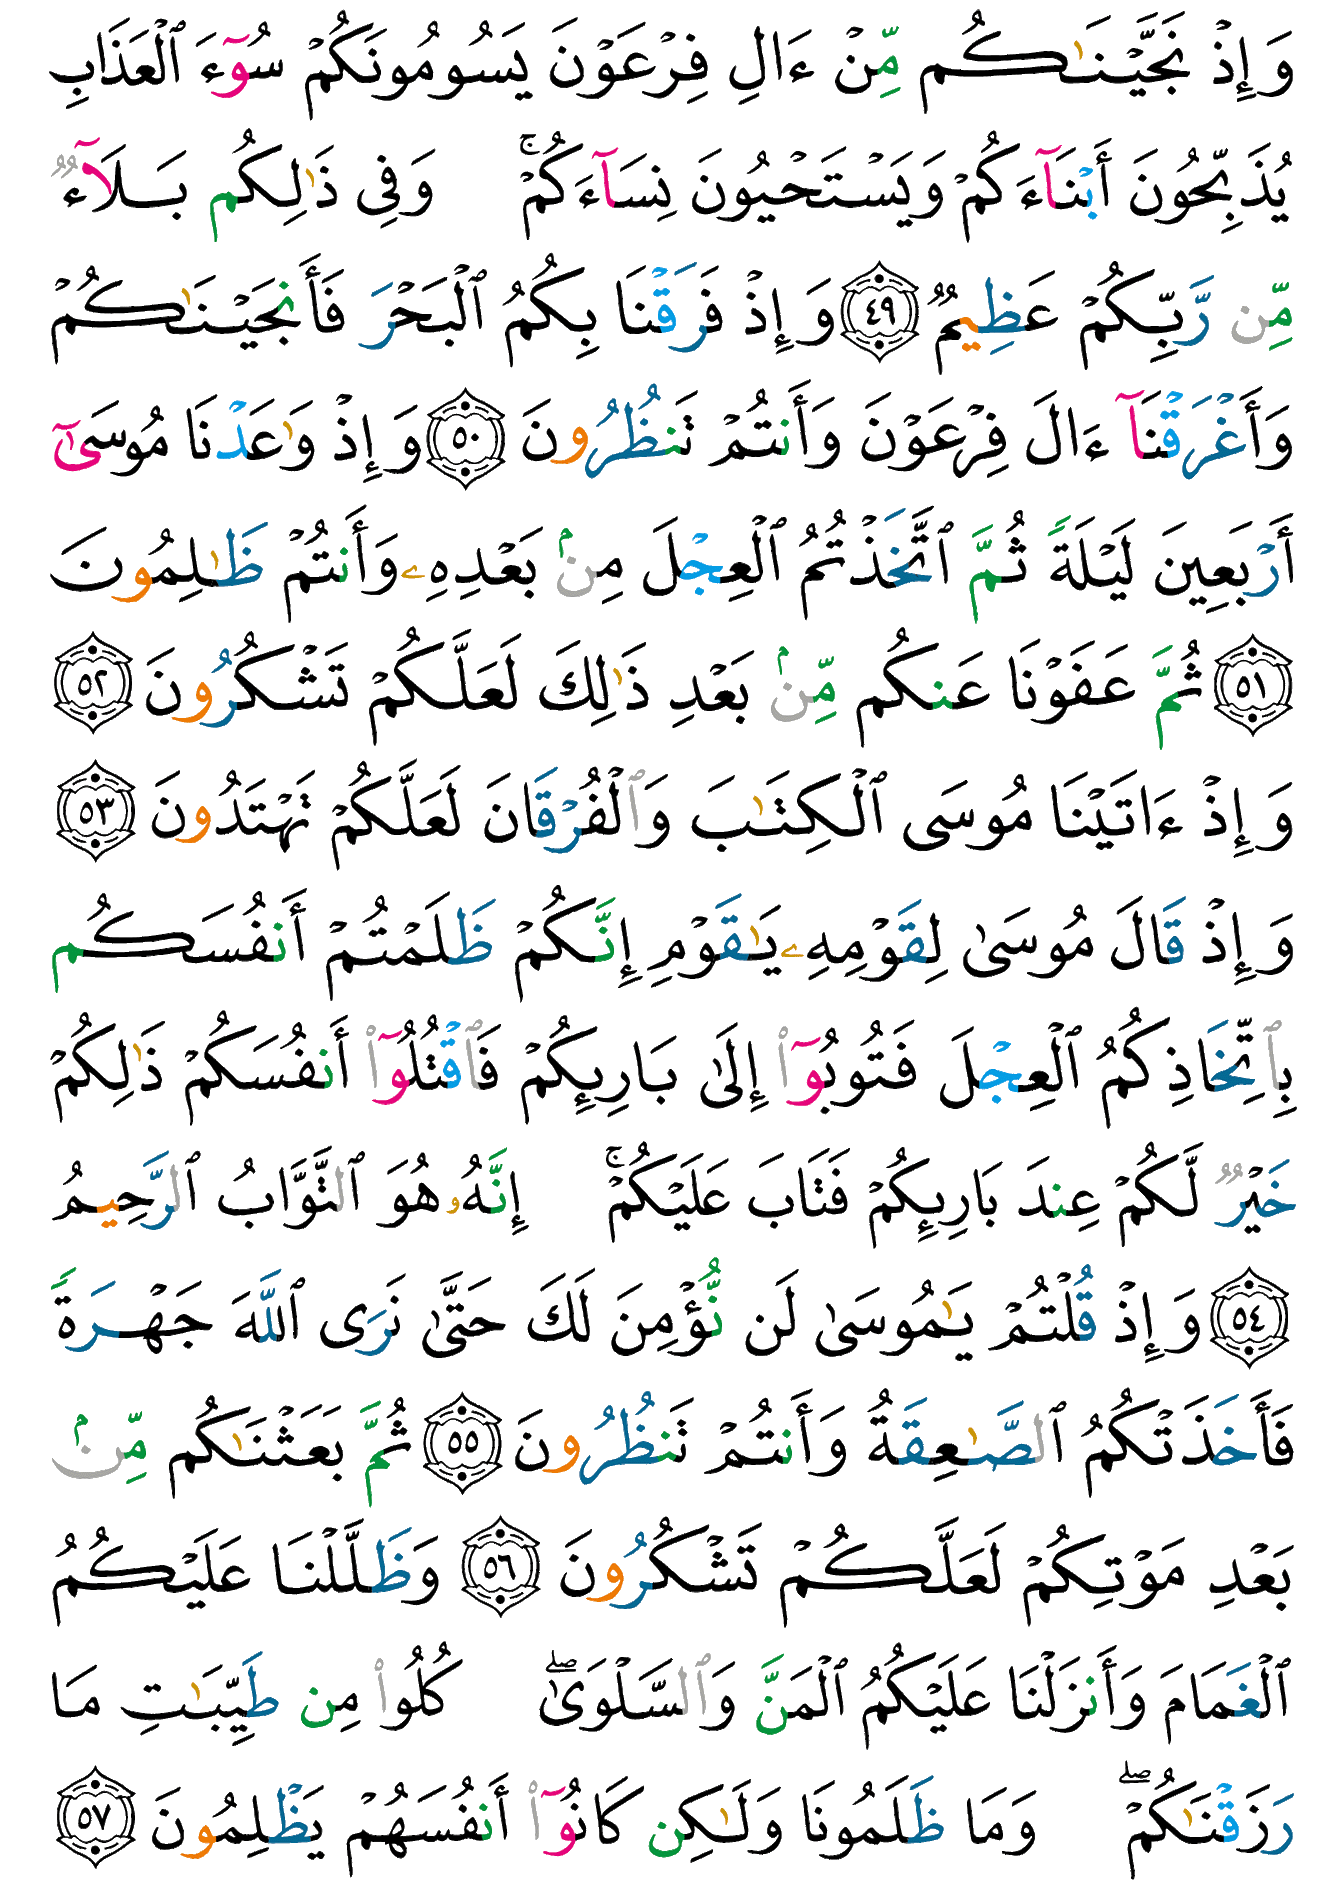 وَإِذْ نَجَّيْنَٰكُم مِّنْ ءَالِ فِرْعَوْنَ يَسُومُونَكُمْ سُوٓءَ ٱلْعَذَابِ
يُذَبِّحُونَ أَبْنَآءَكُمْ وَيَسْتَحْيُونَ نِسَآءَكُمْ ۚ وَفِى ذَٰلِكُم بَلَآءٌ
مِّن رَّبِّكُمْ عَظِيمٌ ٤٩ وَإِذْ فَرَقْنَا بِكُمُ ٱلْبَحْرَ فَأَنجَيْنَٰكُمْ
وَأَغْرَقْنَآ ءَالَ فِرْعَوْنَ وَأَنتُمْ تَنظُرُونَ ٥٠ وَإِذْ وَٰعَدْنَا مُوسَىٰٓ
أَرْبَعِينَ لَيْلَةً ثُمَّ ٱتَّخَذْتُمُ ٱلْعِجْلَ مِنۢ بَعْدِهِۦ وَأَنتُمْ ظَٰلِمُونَ
٥١ ثُمَّ عَفَوْنَا عَنكُم مِّنۢ بَعْدِ ذَٰلِكَ لَعَلَّكُمْ تَشْكُرُونَ ٥٢
وَإِذْ ءَاتَيْنَا مُوسَى ٱلْكِتَٰبَ وَٱلْفُرْقَانَ لَعَلَّكُمْ تَهْتَدُونَ ٥٣
وَإِذْ قَالَ مُوسَىٰ لِقَوْمِهِۦ يَٰقَوْمِ إِنَّكُمْ ظَلَمْتُمْ أَنفُسَكُم
بِٱتِّخَاذِكُمُ ٱلْعِجْلَ فَتُوبُوٓا۟ إِلَىٰ بَارِئِكُمْ فَٱقْتُلُوٓا۟ أَنفُسَكُمْ ذَٰلِكُمْ
خَيْرٌ لَّكُمْ عِندَ بَارِئِكُمْ فَتَابَ عَلَيْكُمْ ۚ إِنَّهُۥ هُوَ ٱلتَّوَّابُ ٱلرَّحِيمُ
٥٤ وَإِذْ قُلْتُمْ يَٰمُوسَىٰ لَن نُّؤْمِنَ لَكَ حَتَّىٰ نَرَى ٱللَّهَ جَهْرَةً
فَأَخَذَتْكُمُ ٱلصَّٰعِقَةُ وَأَنتُمْ تَنظُرُونَ ٥٥ ثُمَّ بَعَثْنَٰكُم مِّنۢ
بَعْدِ مَوْتِكُمْ لَعَلَّكُمْ تَشْكُرُونَ ٥٦ وَظَلَّلْنَا عَلَيْكُمُ
ٱلْغَمَامَ وَأَنزَلْنَا عَلَيْكُمُ ٱلْمَنَّ وَٱلسَّلْوَىٰ ۖ كُلُوا۟ مِن طَيِّبَٰتِ مَا
رَزَقْنَٰكُمْ ۖ وَمَا ظَلَمُونَا وَلَٰكِن كَانُوٓا۟ أَنفُسَهُمْ يَظْلِمُونَ ٥٧